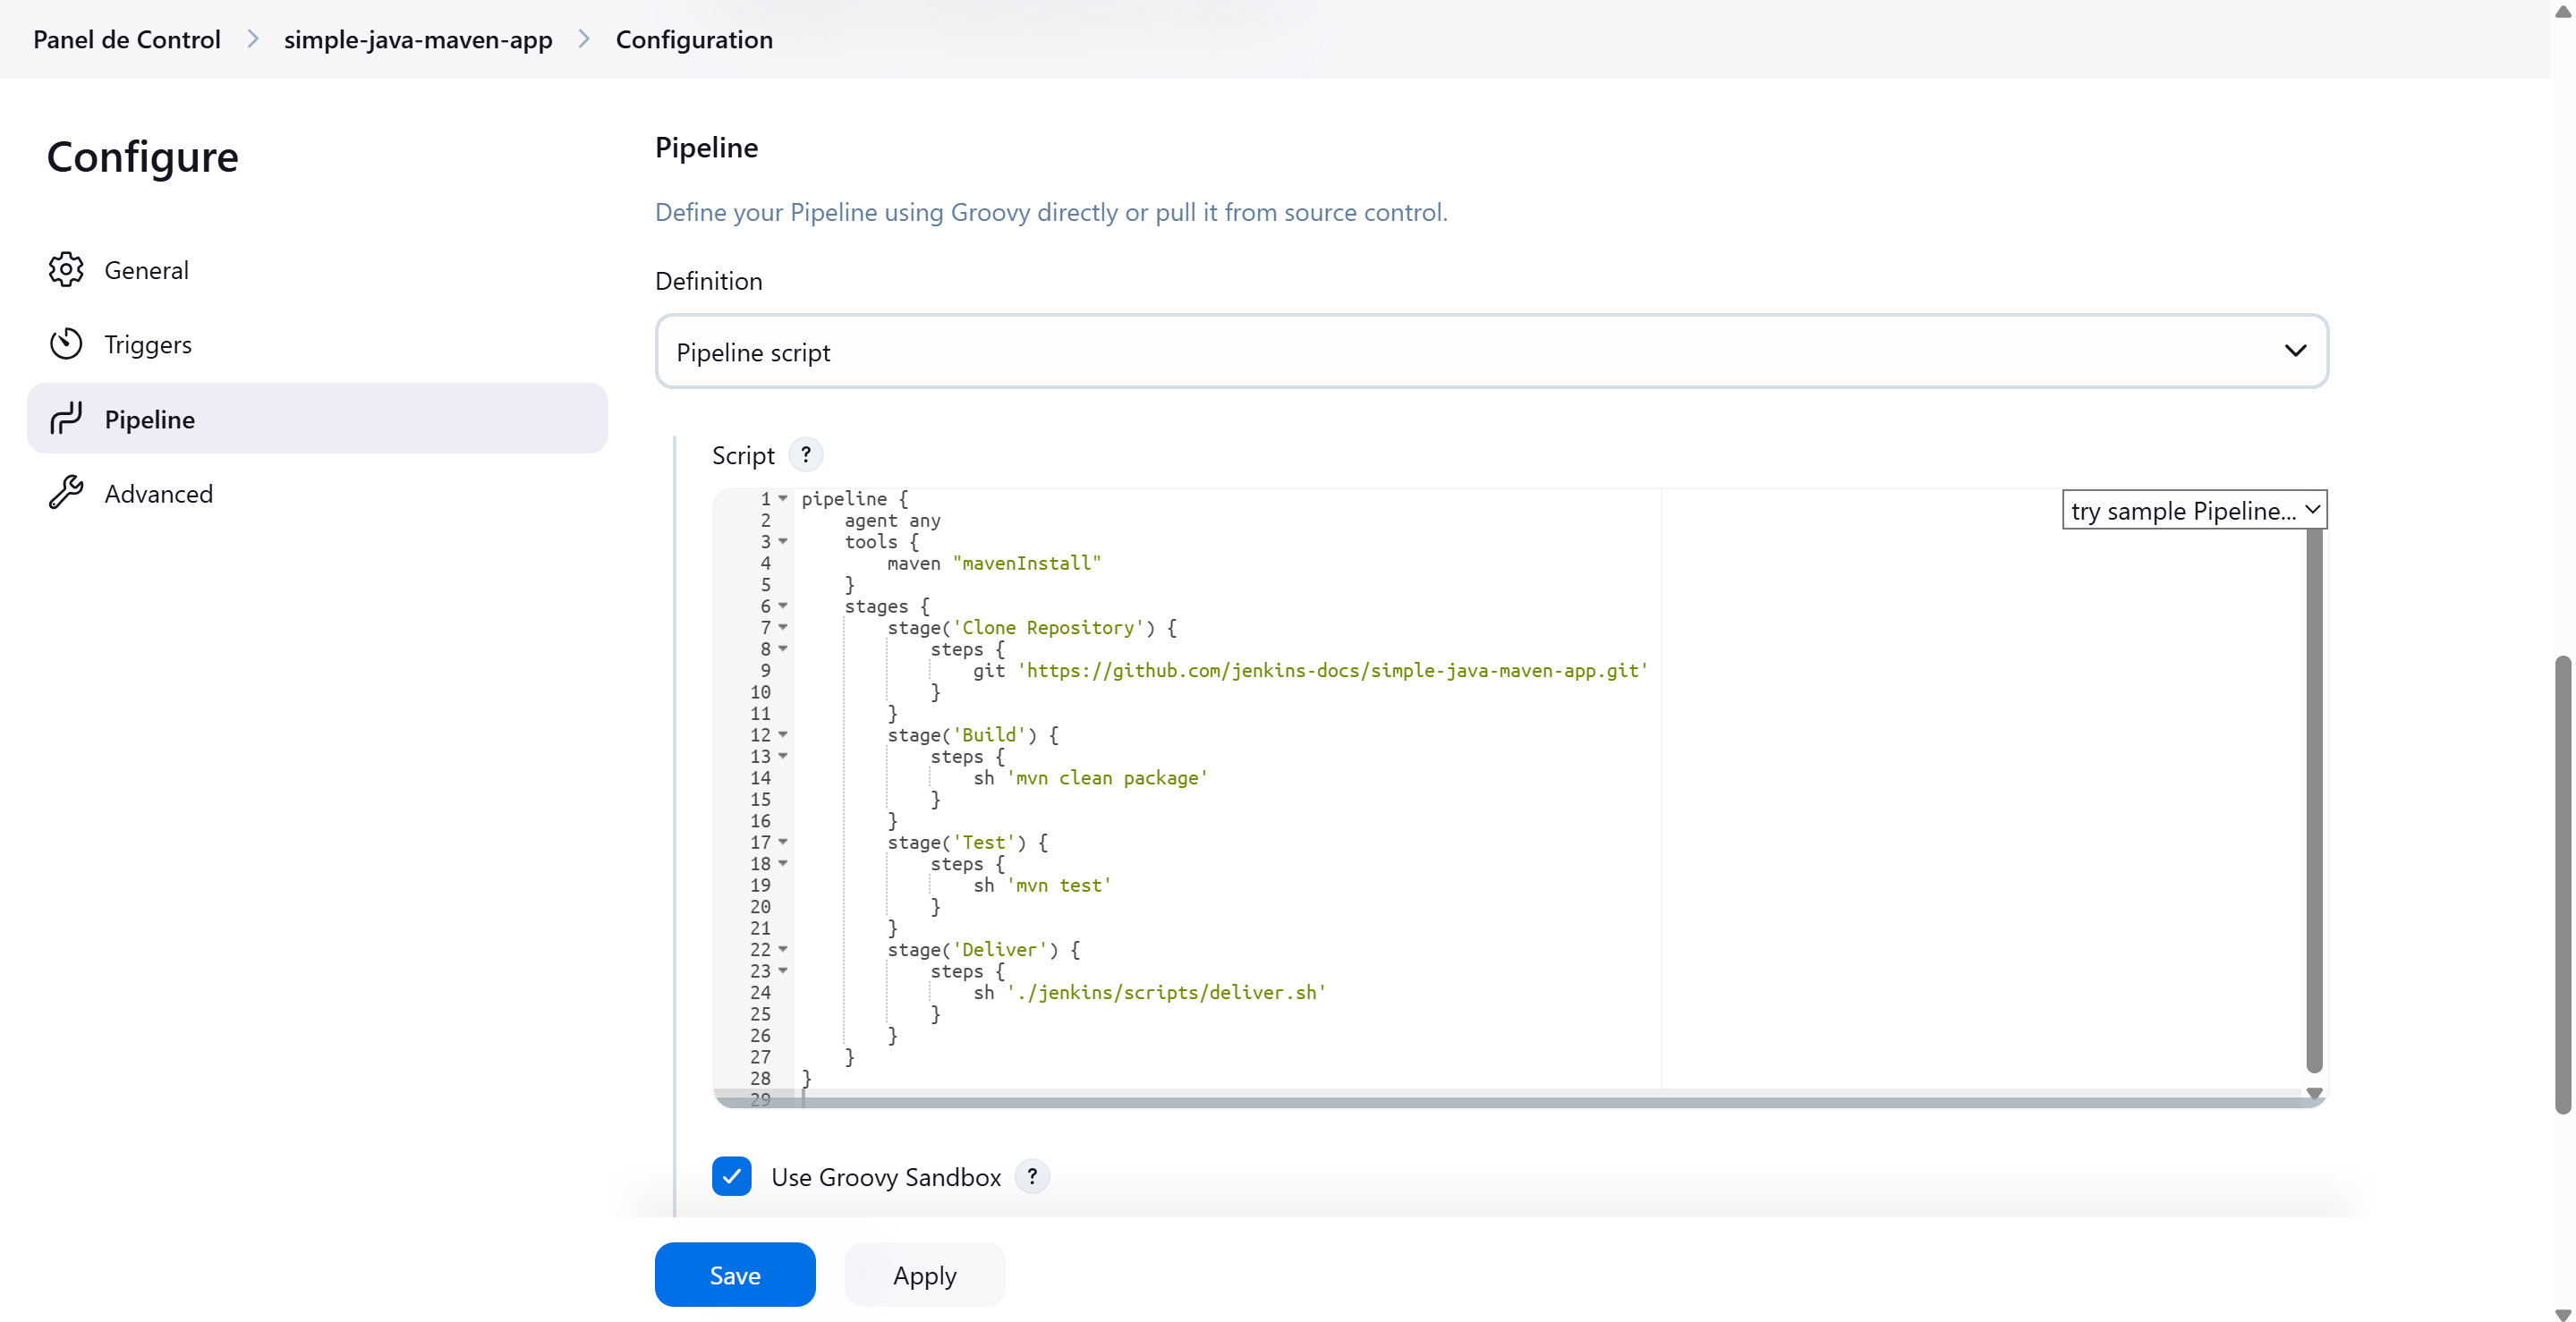 Panel de Control > simple-java-maven-app > Configuration
Configure
General
Triggers
Pipeline
Advanced
Pipeline
Define your Pipeline using Groovy directly or pull it from source control.
Definition
Pipeline script
Script ?
try sample Pipeline...
1 pipeline {
2     agent any
3     tools {
4         maven "mavenInstall"
5     }
6     stages {
7         stage('Clone Repository') {
8             steps {
9                 git 'https://github.com/jenkins-docs/simple-java-maven-app.git'
10             }
11         }
12         stage('Build') {
13             steps {
14                 sh 'mvn clean package'
15             }
16         }
17         stage('Test') {
18             steps {
19                 sh 'mvn test'
20             }
21         }
22         stage('Deliver') {
23             steps {
24                 sh './jenkins/scripts/deliver.sh'
25             }
26         }
27     }
28 }
29
Use Groovy Sandbox ?
Save
Apply